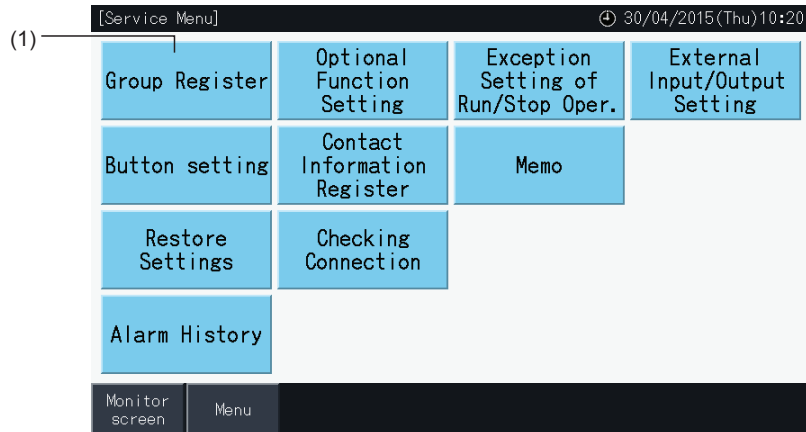 [Service Menu] 30/04/2015(Thu)10:20
(1)
Group Register
Optional
Function
Setting
Exception
Setting of
Run/Stop Oper.
External
Input/Output
Setting
Button setting
Contact
Information
Register
Memo
Restore
Settings
Checking
Connection
Alarm History
Monitor
screen
Menu